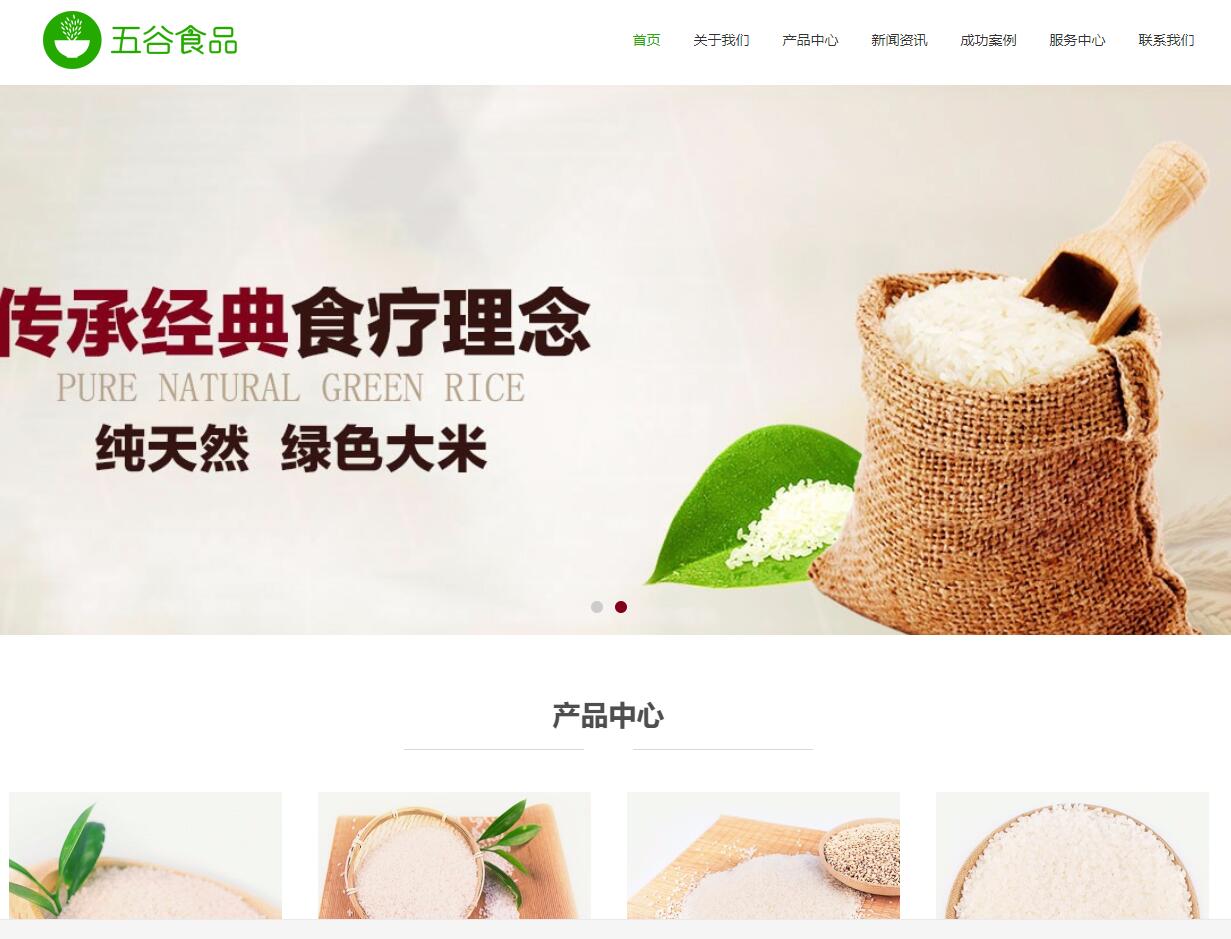 五谷食品
首页 关于我们 产品中心 新闻资讯 成功案例 服务中心 联系我们
传承经典食疗理念
PURE NATURAL GREEN RICE
纯天然 绿色大米
产品中心